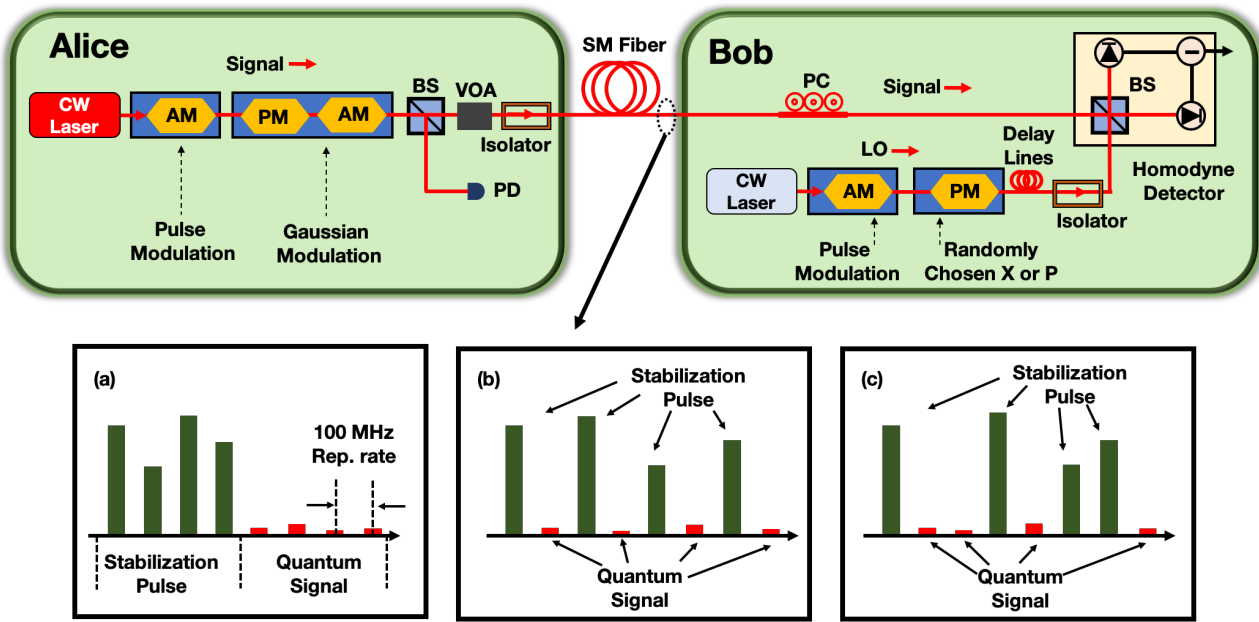 Alice
Signal
CW
Laser
AM
PM
AM
BS
VOA
Isolator
PD
Pulse
Modulation
Gaussian
Modulation
SM Fiber
Bob
PC
Signal
BS
LO
Delay
Lines
CW
Laser
AM
PM
Isolator
Homodyne
Detector
Pulse
Modulation
Randomly
Chosen X or P
(a)
100 MHz
Rep. rate
Stabilization
Pulse
Quantum
Signal
(b)
Stabilization
Pulse
Quantum
Signal
(c)
Stabilization
Pulse
Quantum
Signal